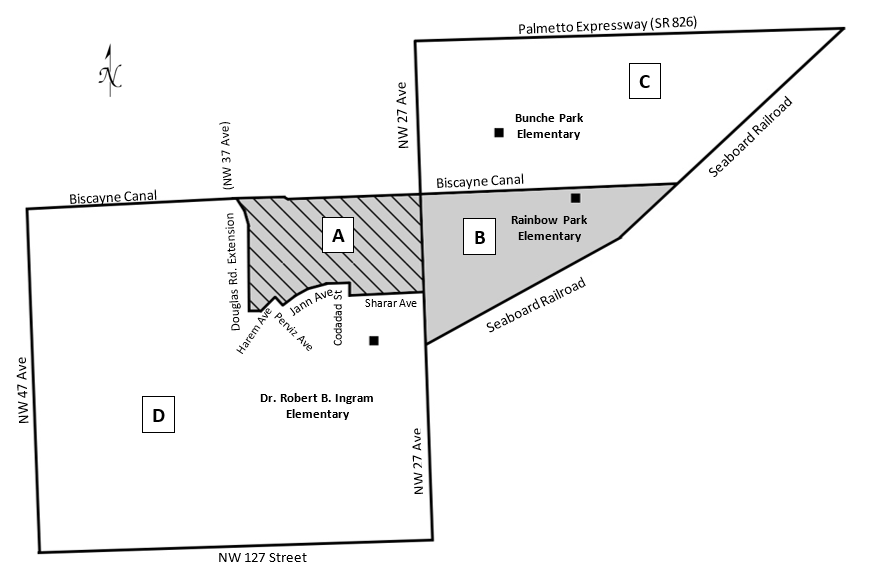 Palmetto Expressway (SR 826)
N
C
NW 27 Ave
Bunche Park
Elementary
Seaboard Railroad
(NW 37 Ave)
Biscayne Canal
Biscayne Canal
A
B
Rainbow Park
Elementary
Douglas Rd. Extension
Jann Ave
Sharar Ave
Codadad St
Harem Ave
Perviz Ave
Seaboard Railroad
NW 47 Ave
D
Dr. Robert B. Ingram
Elementary
NW 27 Ave
NW 127 Street